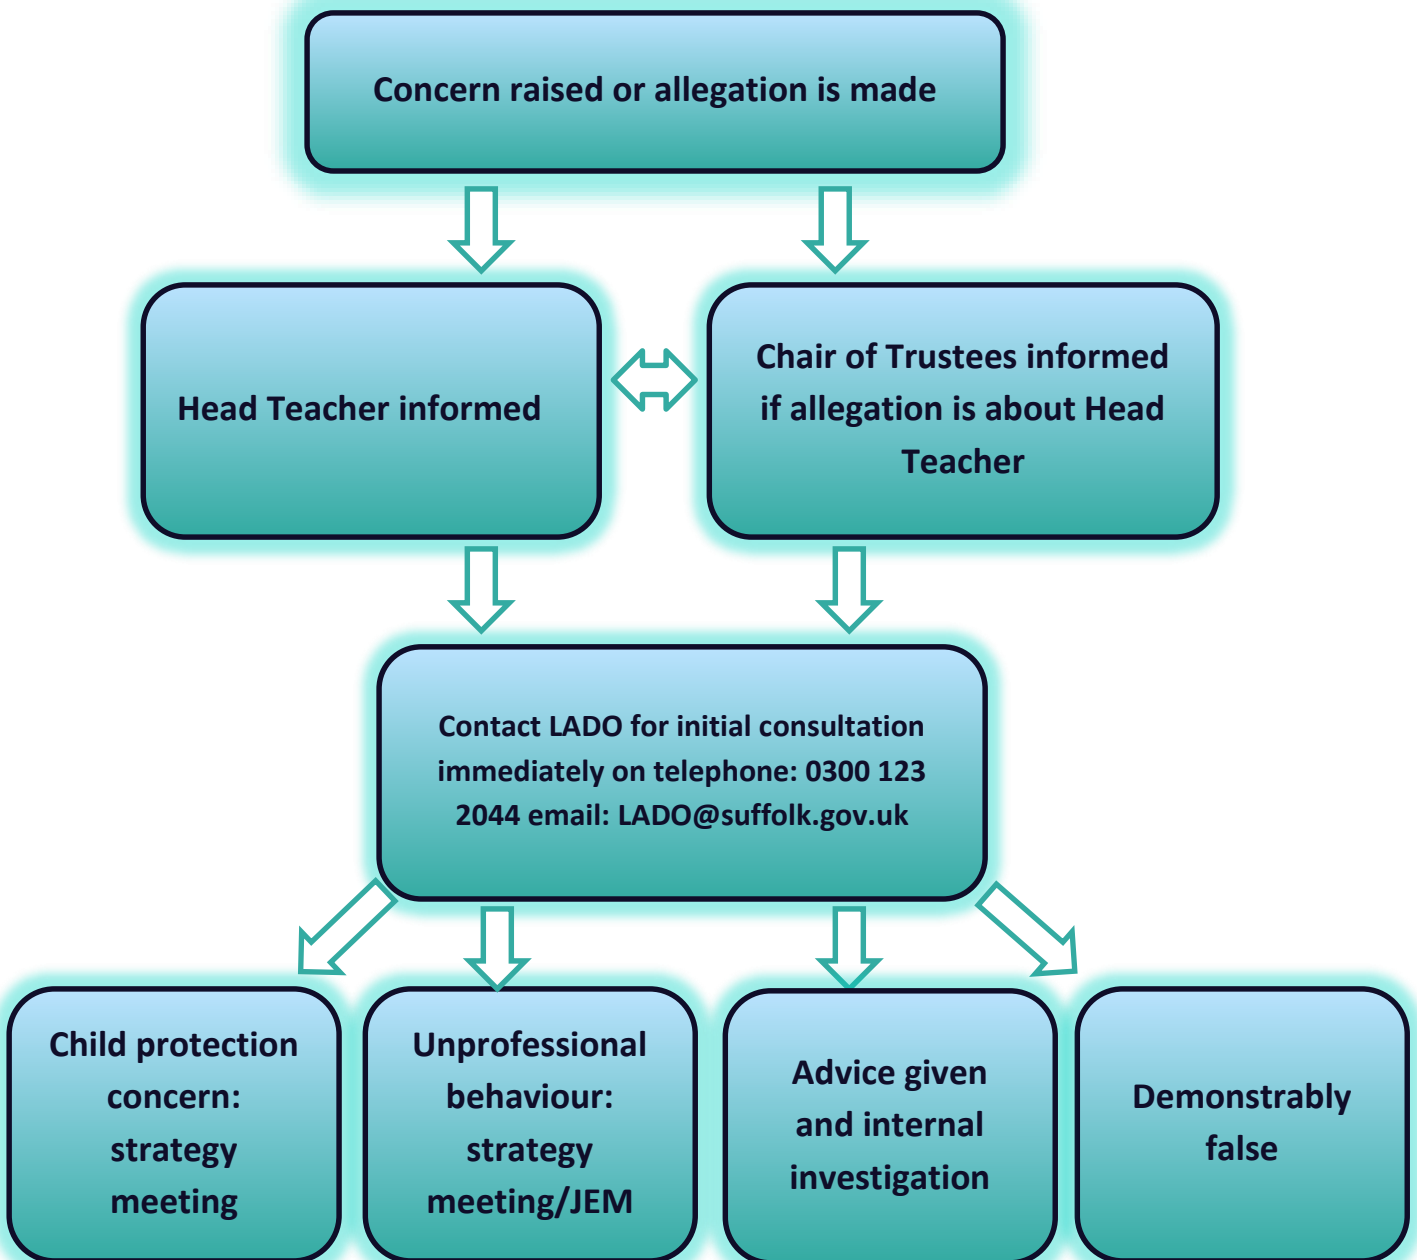 Concern raised or allegation is made
Head Teacher informed
Chair of Trustees informed
if allegation is about Head
Teacher
Contact LADO for initial consultation
immediately on telephone: 0300 123
2044 email: LADO@suffolk.gov.uk
Child protection
concern:
strategy
meeting
Unprofessional
behaviour:
strategy
meeting/JEM
Advice given
and internal
investigation
Demonstrably
false